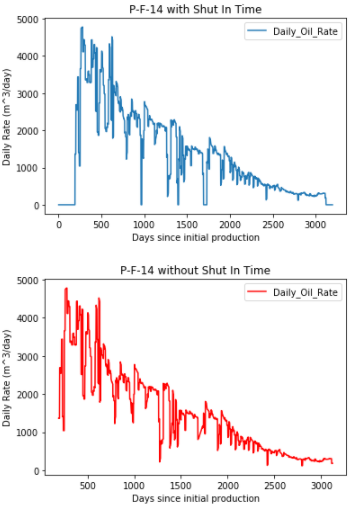 P-F-14 with Shut In Time
Daily_Oil_Rate
5000
4000
3000
2000
1000
0
Daily Rate (m^3/day)
0 500 1000 1500 2000 2500 3000
Days since initial production
P-F-14 without Shut In Time
Daily_Oil_Rate
5000
4000
3000
2000
1000
0
Daily Rate (m^3/day)
500 1000 1500 2000 2500 3000
Days since initial production